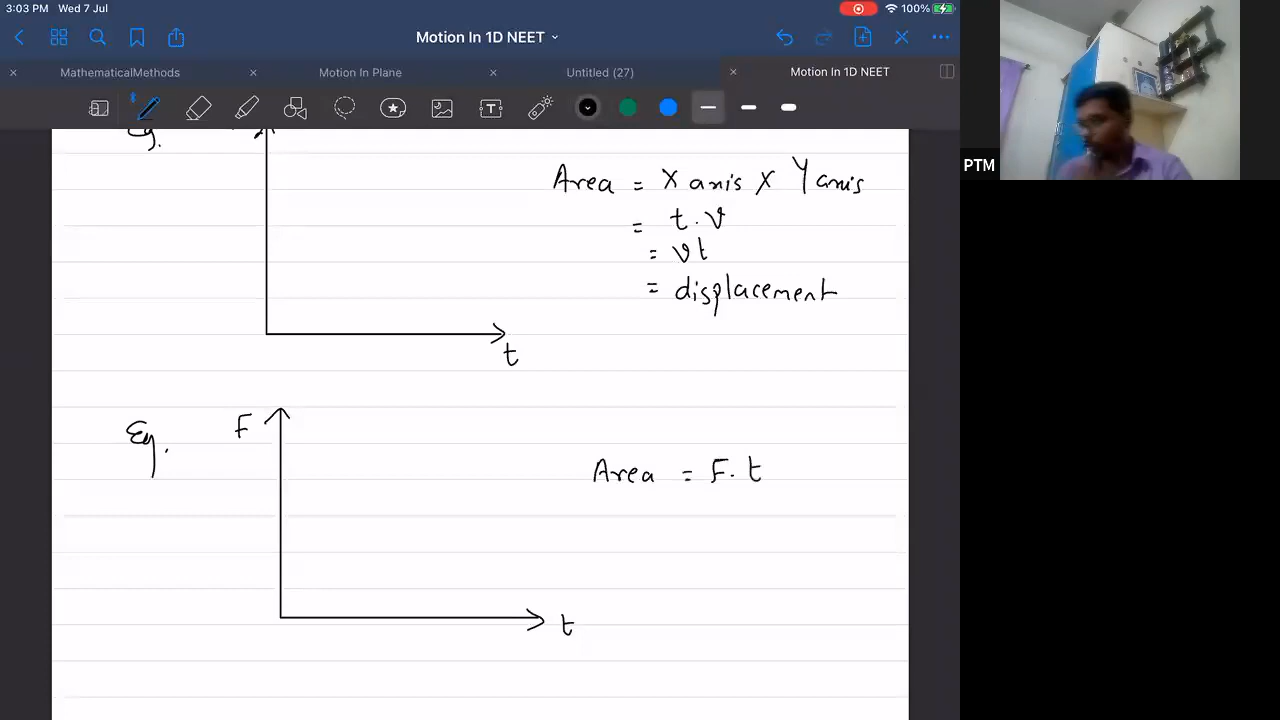 3:03 PM Wed 7 Jul
100%
Motion In 1D NEET
MathematicalMethods
Motion In Plane
Untitled (27)
Motion In 1D NEET
Eg.
Area = X axis x Y axis
= t . v
= vt
= displacement
t
Eg.
F
Area = F. t
t
PTM